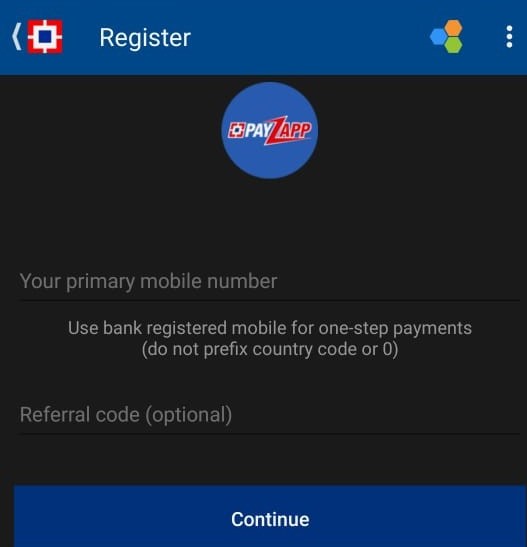 Register
PAYZAPP
Your primary mobile number
Use bank registered mobile for one-step payments
(do not prefix country code or 0)
Referral code (optional)
Continue